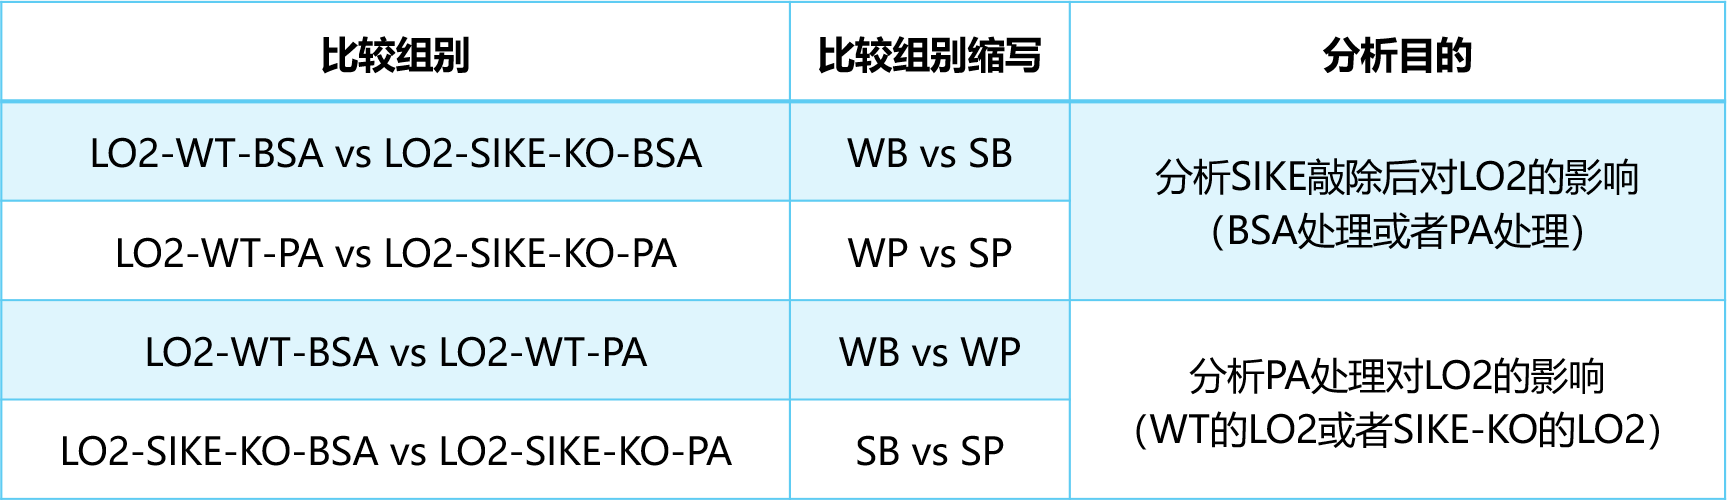 比较组别 比较组别缩写 分析目的
LO2-WT-BSA vs LO2-SIKE-KO-BSA WB vs SB
分析SIKE敲除后对LO2的影响
（BSA处理或者PA处理）
LO2-WT-PA vs LO2-SIKE-KO-PA WP vs SP
LO2-WT-BSA vs LO2-WT-PA WB vs WP
分析PA处理对LO2的影响
（WT的LO2或者SIKE-KO的LO2）
LO2-SIKE-KO-BSA vs LO2-SIKE-KO-PA SB vs SP